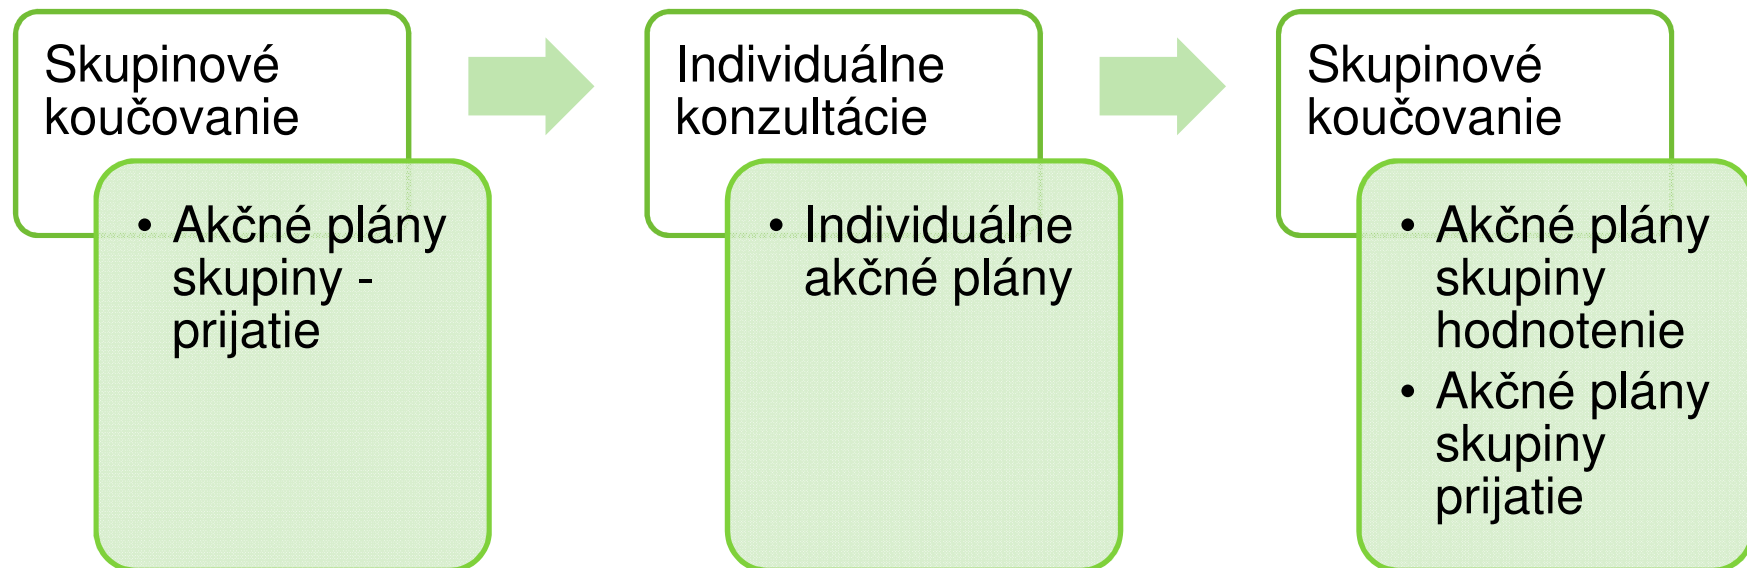 Skupinové
koučovanie
• Akčné plány
skupiny -
prijatie
Individuálne
konzultácie
• Individuálne
akčné plány
Skupinové
koučovanie
• Akčné plány
skupiny
hodnotenie
• Akčné plány
skupiny
prijatie